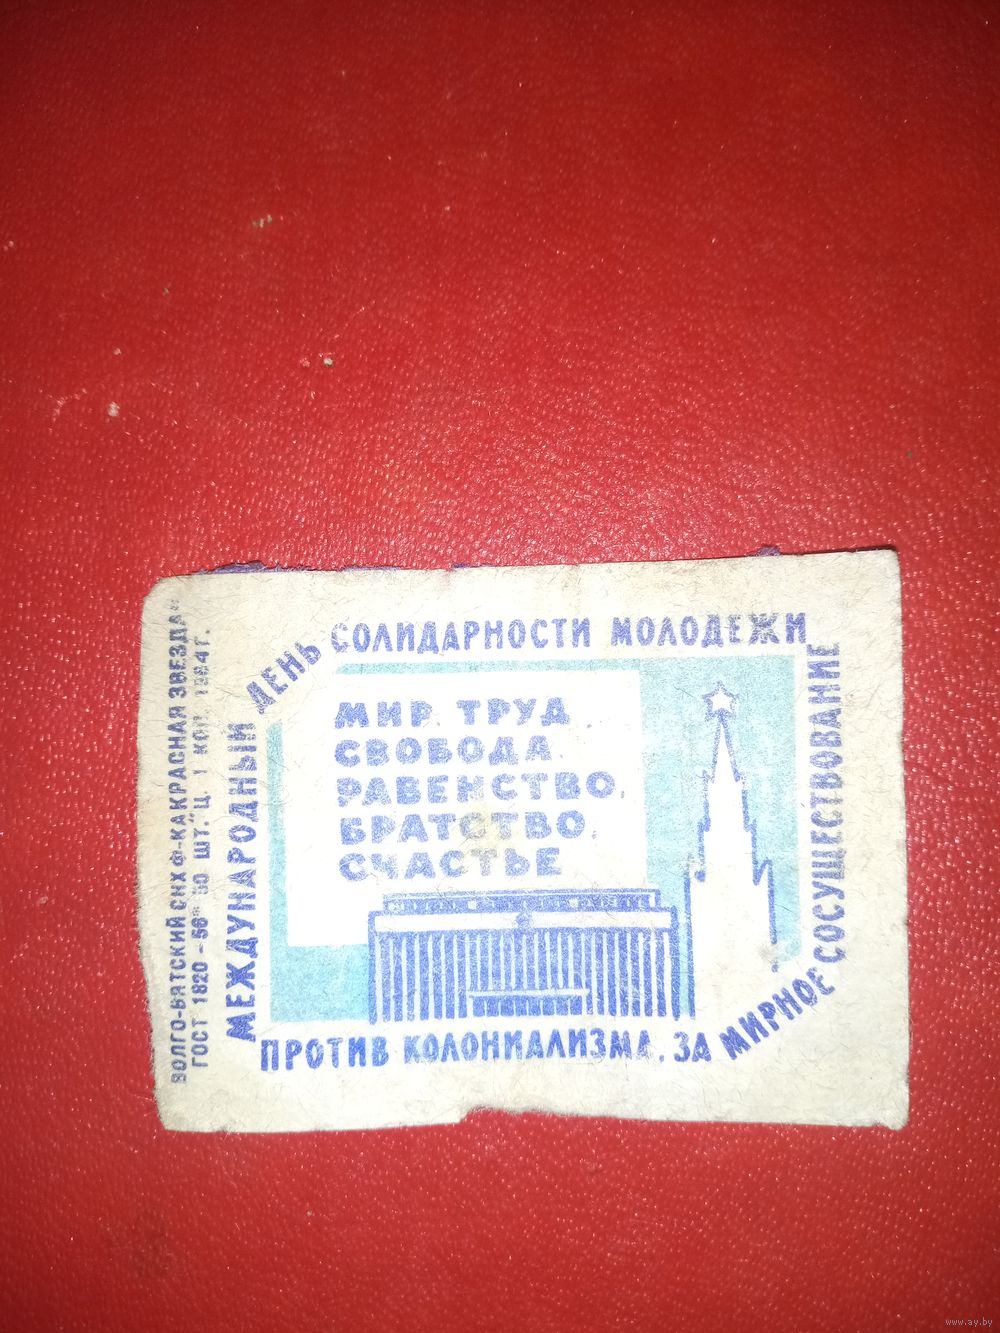 ВОЛГО-ВЯТСКИЙ СНХ Ф-КА КРАСНАЯ ЗВЕЗДА"
ГОСТ 1820-56 50 ШТ. Ц. 1 КОП. 1964 Г.
МЕЖДУНАРОДНЫЙ ДЕНЬ СОЛИДАРНОСТИ МОЛОДЕЖИ
МИР, ТРУД,
СВОБОДА,
РАВЕНСТВО,
БРАТСТВО,
СЧАСТЬЕ
ПРОТИВ КОЛОНИАЛИЗМА, ЗА МИРНОЕ СОСУЩЕСТВОВАНИЕ
www.ay.by